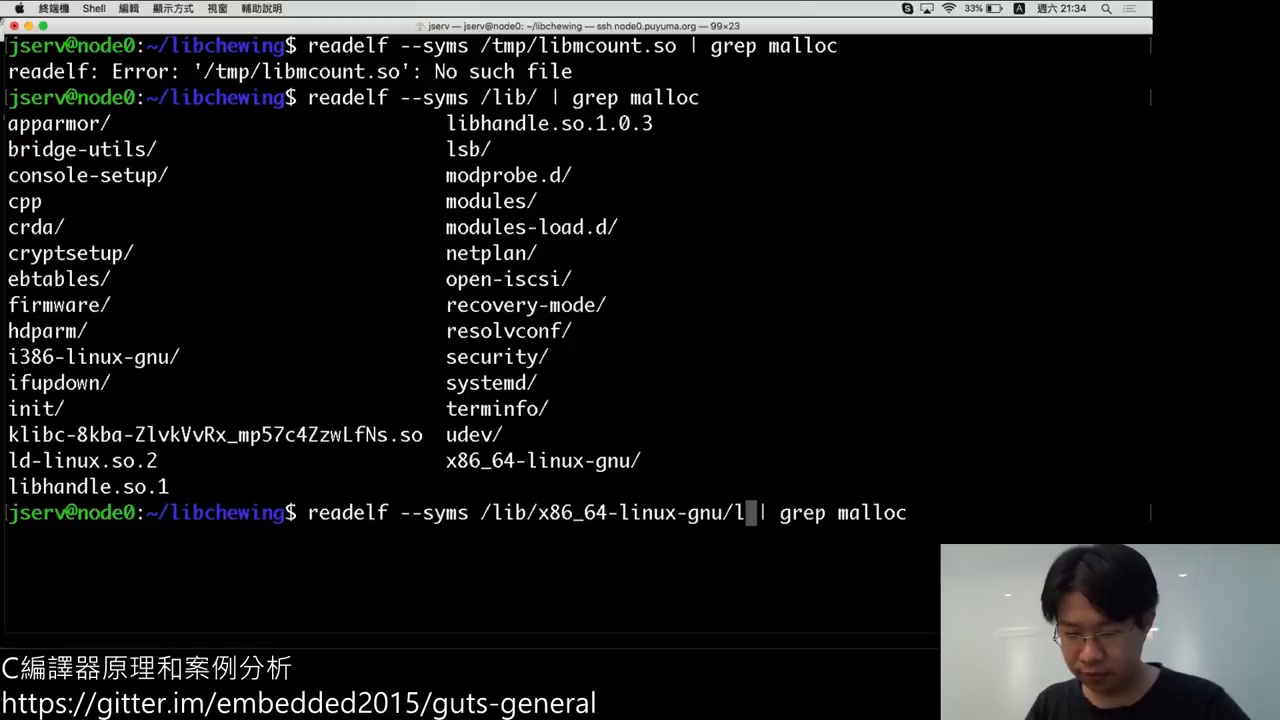 終端機 Shell 編輯 顯示方式 視窗 輔助說明 33% A 週六 21:34
jserv — jserv@node0: ~/libchewing — ssh node0.puyuma.org — 99×23
jserv@node0:~/libchewing$ readelf --syms /tmp/libmcount.so | grep malloc
readelf: Error: '/tmp/libmcount.so': No such file
jserv@node0:~/libchewing$ readelf --syms /lib/ | grep malloc
apparmor/ libhandle.so.1.0.3
bridge-utils/ lsb/
console-setup/ modprobe.d/
cpp modules/
crda/ modules-load.d/
cryptsetup/ netplan/
ebtables/ open-iscsi/
firmware/ recovery-mode/
hdparm/ resolvconf/
i386-linux-gnu/ security/
ifupdown/ systemd/
init/ terminfo/
klibc-8kba-ZlvkVvRx_mp57c4ZzwLfNs.so udev/
ld-linux.so.2 x86_64-linux-gnu/
libhandle.so.1
jserv@node0:~/libchewing$ readelf --syms /lib/x86_64-linux-gnu/l | grep malloc
C編譯器原理和案例分析
https://gitter.im/embedded2015/guts-general